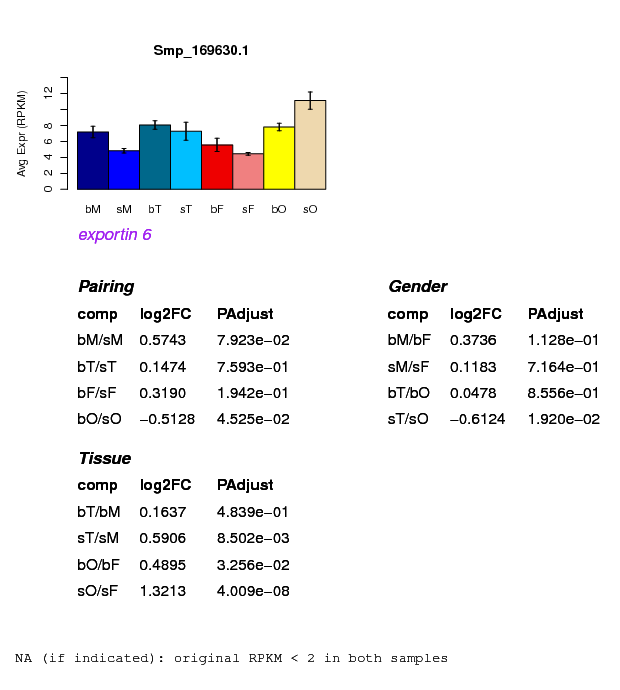 Smp_169630.1
Avg Expr (RPKM)
12
8
6
4
2
0
bM sM bT sT bF sF bO sO
exportin 6
Pairing
comp log2FC PAdjust
bM/sM 0.5743 7.923e−02
bT/sT 0.1474 7.593e−01
bF/sF 0.3190 1.942e−01
bO/sO −0.5128 4.525e−02
Gender
comp log2FC PAdjust
bM/bF 0.3736 1.128e−01
sM/sF 0.1183 7.164e−01
bT/bO 0.0478 8.556e−01
sT/sO −0.6124 1.920e−02
Tissue
comp log2FC PAdjust
bT/bM 0.1637 4.839e−01
sT/sM 0.5906 8.502e−03
bO/bF 0.4895 3.256e−02
sO/sF 1.3213 4.009e−08
NA (if indicated): original RPKM < 2 in both samples